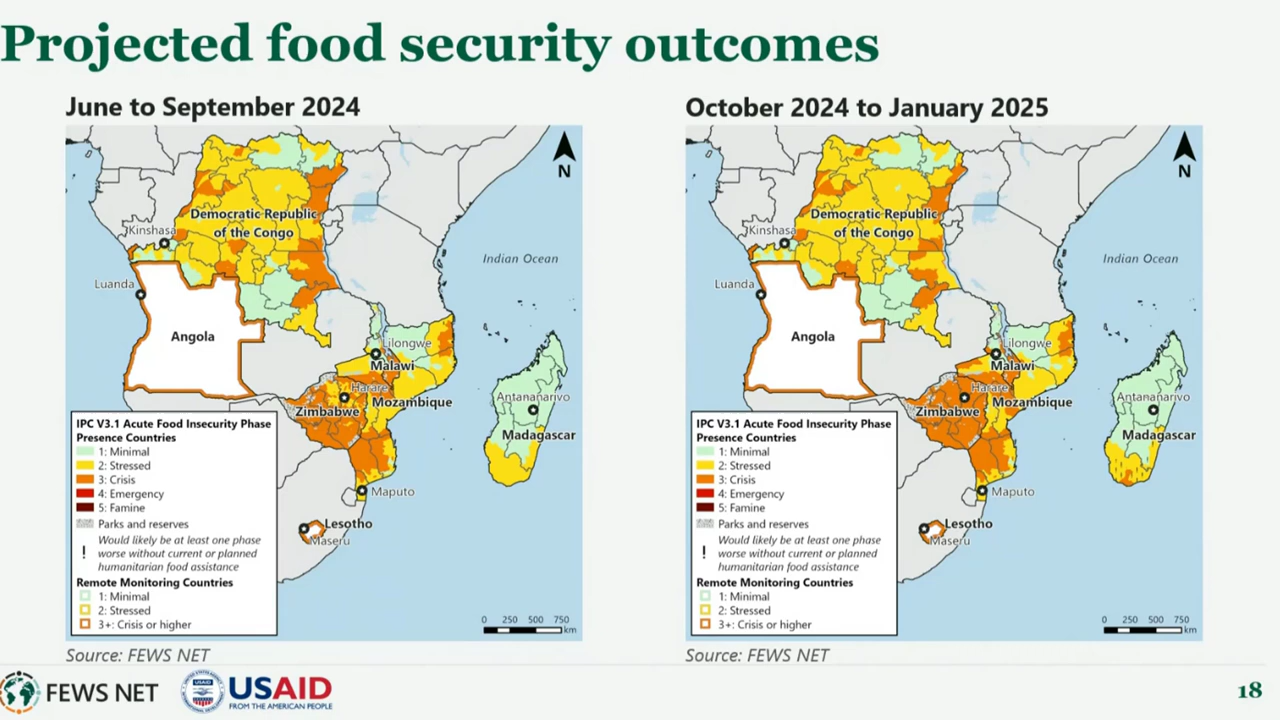 Projected food security outcomes
June to September 2024
N
Democratic Republic
of the Congo
Kinshasa
Indian Ocean
Luanda
Angola
Lilongwe
Malawi
Harare
Mozambique
Zimbabwe
Antananarivo
Madagascar
IPC V3.1 Acute Food Insecurity Phase
Presence Countries
1: Minimal
2: Stressed
3: Crisis
4: Emergency
5: Famine
Parks and reserves
! Would likely be at least one phase
worse without current or planned
humanitarian food assistance
Remote Monitoring Countries
1: Minimal
2: Stressed
3+: Crisis or higher
Maputo
Lesotho
Maseru
0 250 500 750
km
Source: FEWS NET
October 2024 to January 2025
N
Democratic Republic
of the Congo
Kinshasa
Indian Ocean
Luanda
Angola
Lilongwe
Malawi
Harare
Mozambique
Zimbabwe
Antananarivo
Madagascar
IPC V3.1 Acute Food Insecurity Phase
Presence Countries
1: Minimal
2: Stressed
3: Crisis
4: Emergency
5: Famine
Parks and reserves
! Would likely be at least one phase
worse without current or planned
humanitarian food assistance
Remote Monitoring Countries
1: Minimal
2: Stressed
3+: Crisis or higher
Maputo
Lesotho
Maseru
0 250 500 750
km
Source: FEWS NET
FEWS NET
USAID
USAID
FROM THE AMERICAN PEOPLE
18